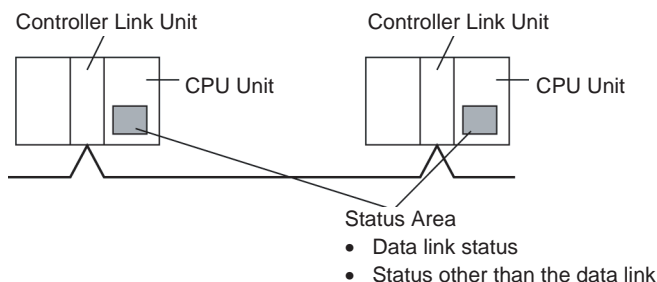 Controller Link Unit
Controller Link Unit
CPU Unit
CPU Unit
Status Area
• Data link status
• Status other than the data link